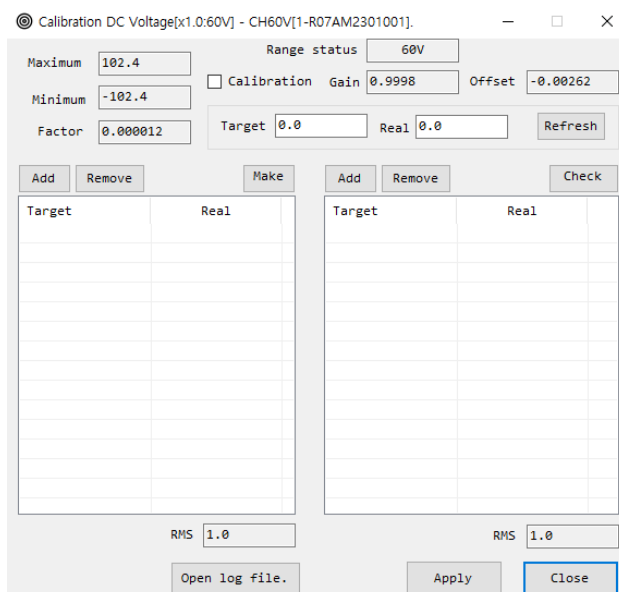 Calibration DC Voltage[x1.0:60V] - CH60V[1-R07AM2301001].
Range status 60V
Maximum 102.4
Calibration Gain 0.9998 Offset -0.00262
Minimum -102.4
Target 0.0 Real 0.0 Refresh
Factor 0.000012
Add Remove Make Add Remove Check
Target Real Target Real
RMS 1.0 RMS 1.0
Open log file. Apply Close